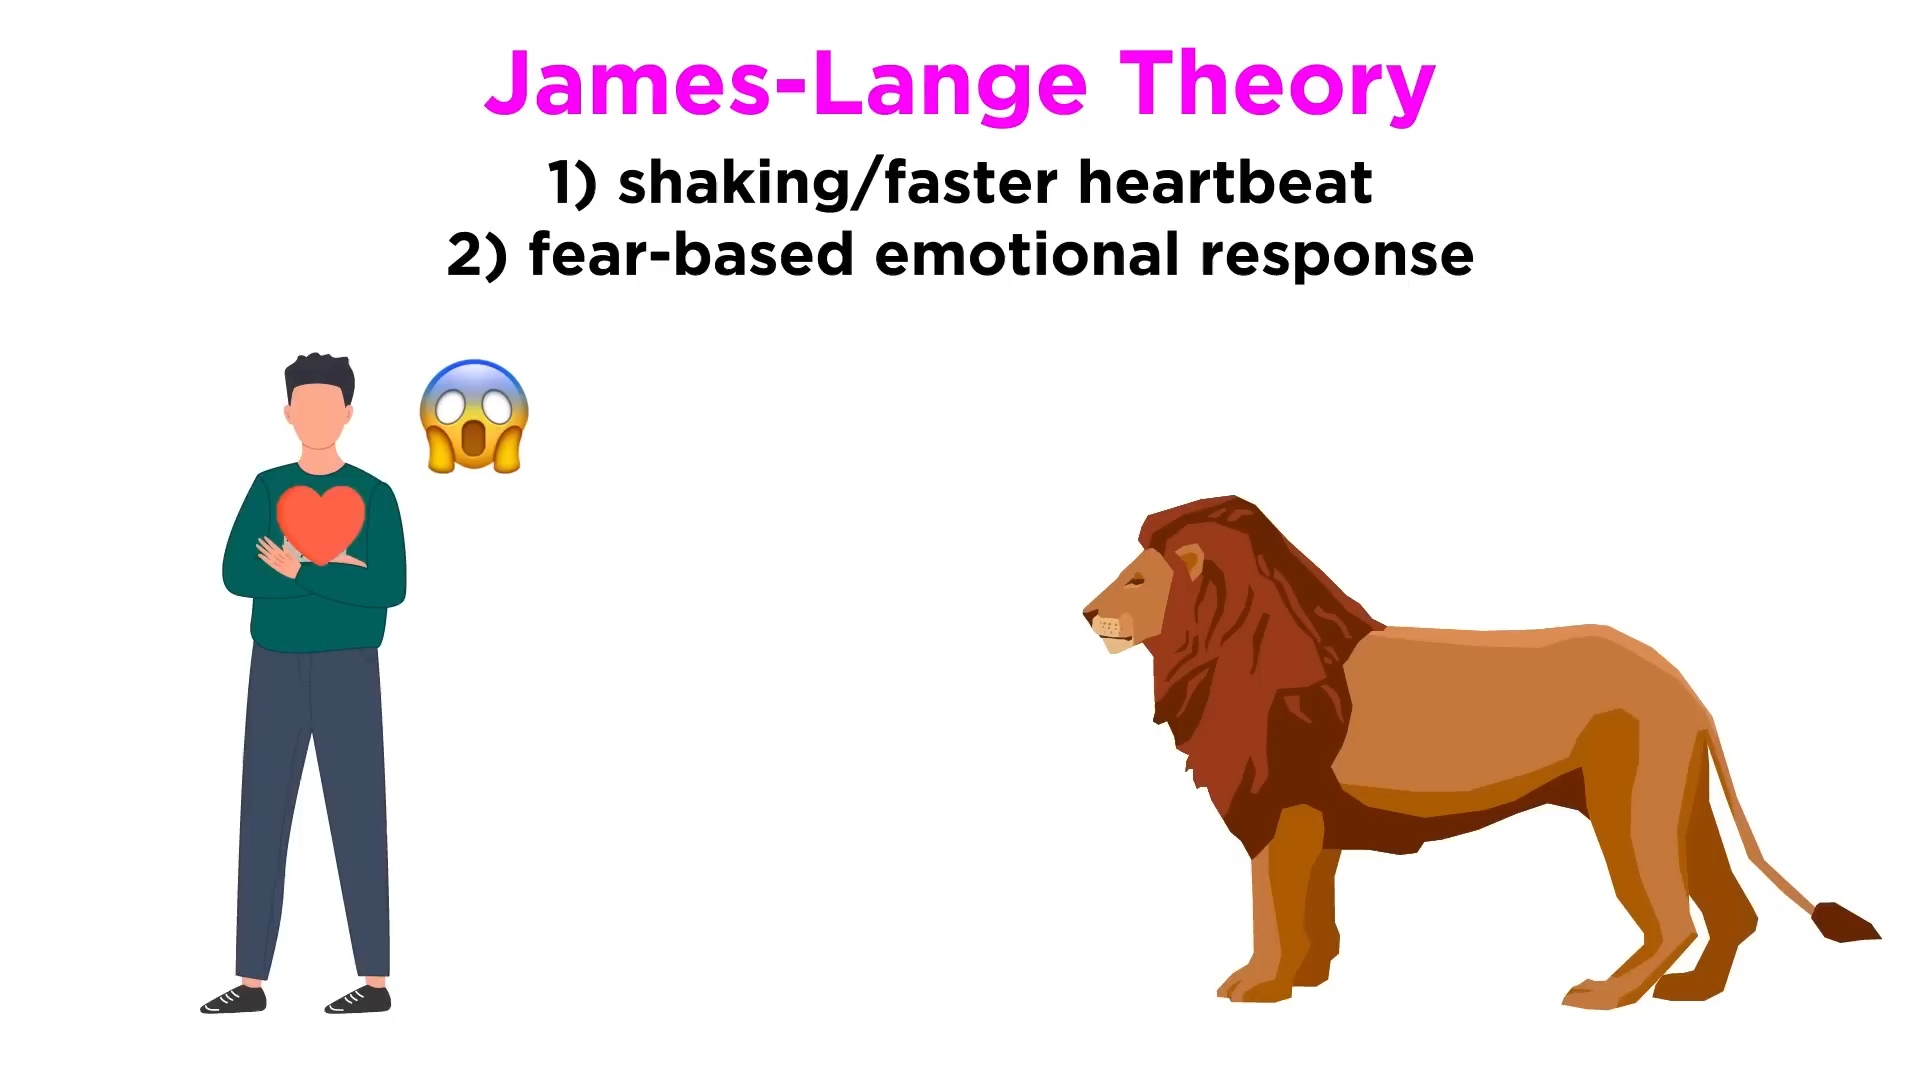 James-Lange Theory
1) shaking/faster heartbeat
2) fear-based emotional response